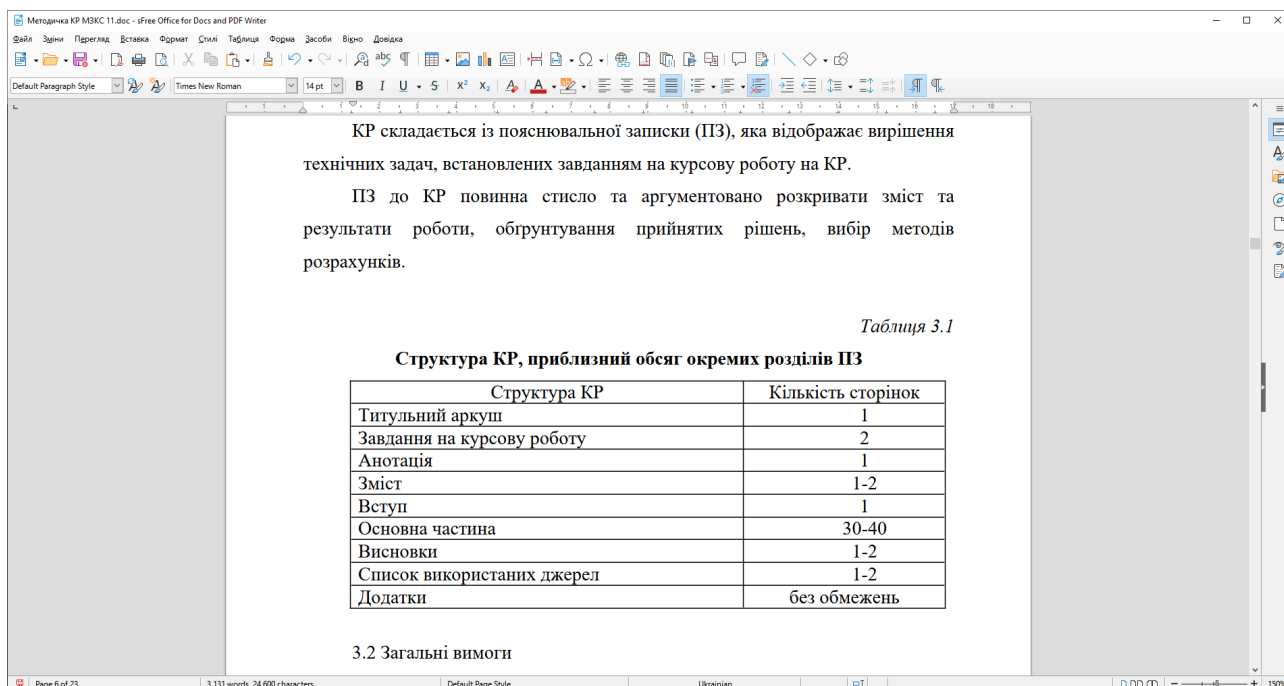 Методичка КР МЗКС 11.doc - sFree Office for Docs and PDF Writer
Файл Зміни Перегляд Вставка Формат Стилі Таблиця Форма Засоби Вікно Довідка
Default Paragraph Style Times New Roman 14 pt
КР складається із пояснювальної записки (ПЗ), яка відображає вирішення
технічних задач, встановлених завданням на курсову роботу на КР.
ПЗ до КР повинна стисло та аргументовано розкривати зміст та
результати роботи, обґрунтування прийнятих рішень, вибір методів
розрахунків.
Таблиця 3.1
Структура КР, приблизний обсяг окремих розділів ПЗ
Структура КР Кількість сторінок
Титульний аркуш 1
Завдання на курсову роботу 2
Анотація 1
Зміст 1-2
Вступ 1
Основна частина 30-40
Висновки 1-2
Список використаних джерел 1-2
Додатки без обмежень
3.2 Загальні вимоги
Page 6 of 23 3,131 words, 24,600 characters Default Page Style Ukrainian 150%